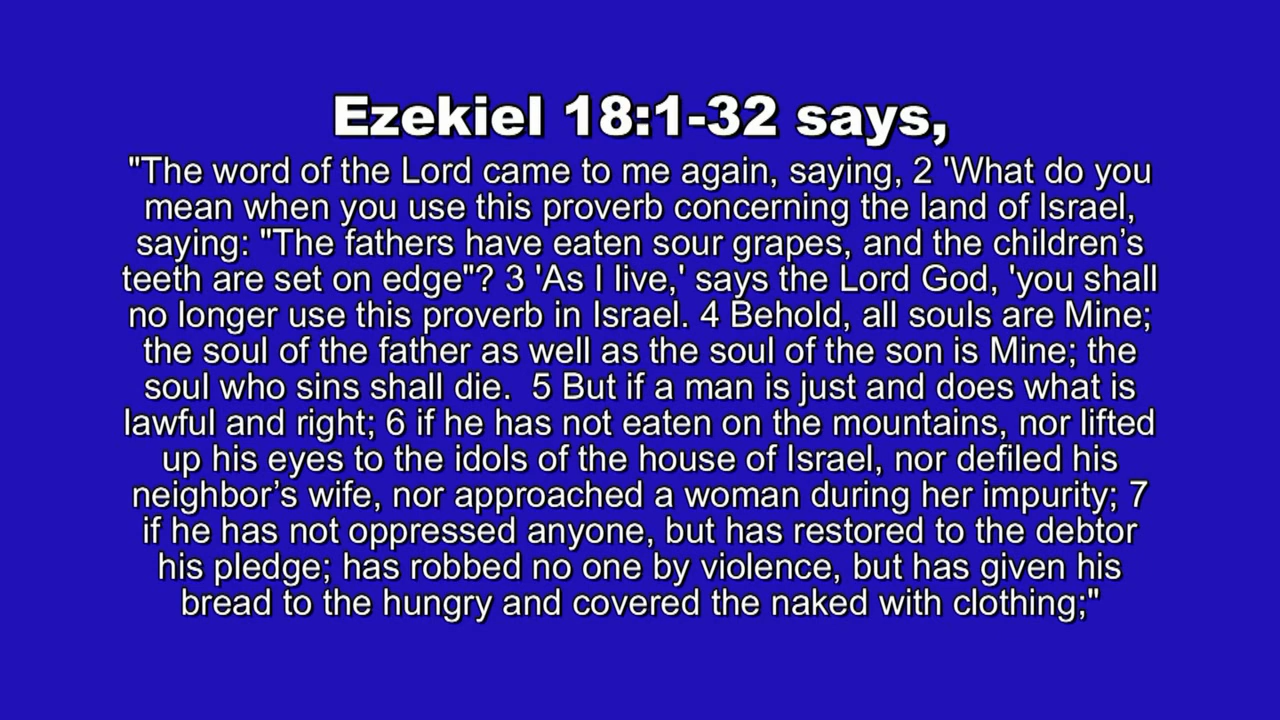 Ezekiel 18:1-32 says,
"The word of the Lord came to me again, saying, 2 'What do you
mean when you use this proverb concerning the land of Israel,
saying: "The fathers have eaten sour grapes, and the children’s
teeth are set on edge"? 3 'As I live,' says the Lord God, 'you shall
no longer use this proverb in Israel. 4 Behold, all souls are Mine;
the soul of the father as well as the soul of the son is Mine; the
soul who sins shall die.  5 But if a man is just and does what is
lawful and right; 6 if he has not eaten on the mountains, nor lifted
up his eyes to the idols of the house of Israel, nor defiled his
neighbor’s wife, nor approached a woman during her impurity; 7
if he has not oppressed anyone, but has restored to the debtor
his pledge; has robbed no one by violence, but has given his
bread to the hungry and covered the naked with clothing;"